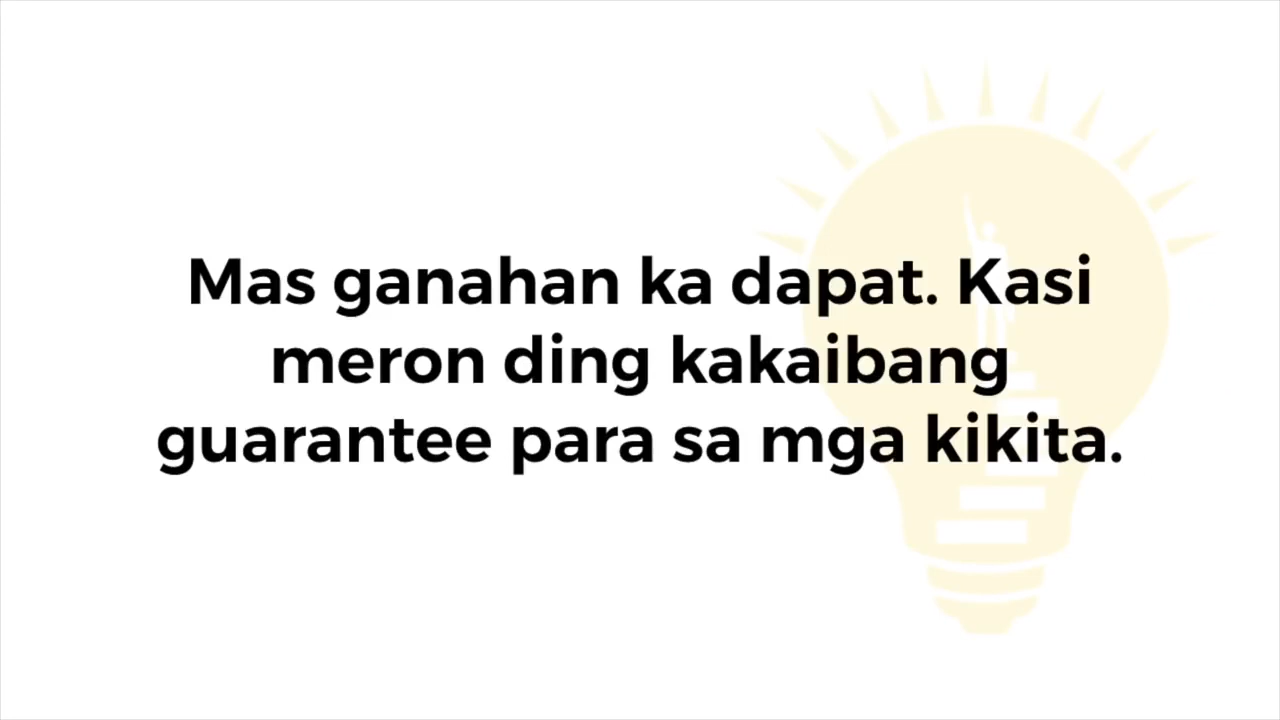 Mas ganahan ka dapat. Kasi
meron ding kakaibang
guarantee para sa mga kikita.